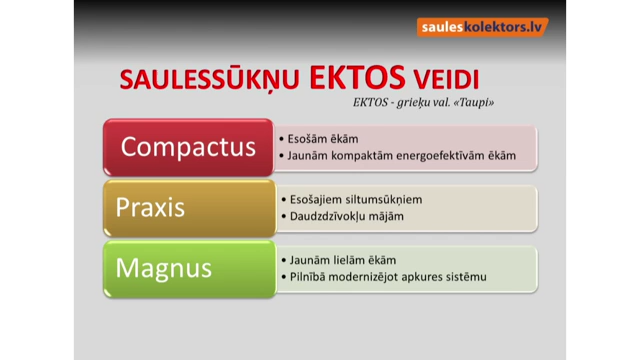 sauleskolektors.lv
SAULESSŪKŅU EKTOS VEIDI
EKTOS - grieķu val. «Taupi»
Compactus
• Esošām ēkām
• Jaunām kompaktām energoefektīvām ēkām
Praxis
• Esošajiem siltumsūkņiem
• Daudzdzīvokļu mājām
Magnus
• Jaunām lielām ēkām
• Pilnībā modernizējot apkures sistēmu